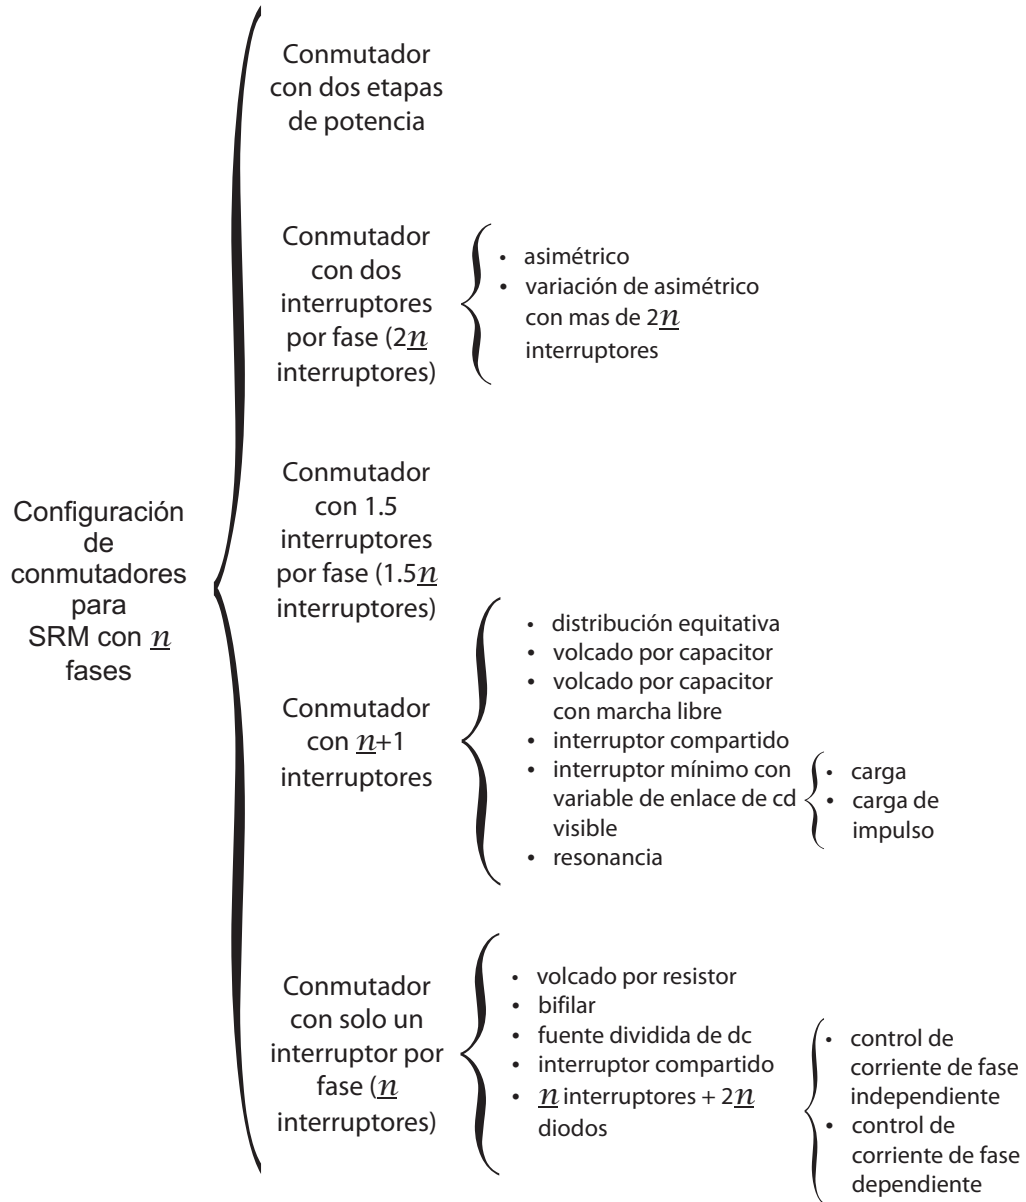 Configuración
de
conmutadores
para
SRM con n
fases
Conmutador
con dos etapas
de potencia
Conmutador
con dos
interruptores
por fase (2n
interruptores)
• asimétrico
• variación de asimétrico
con mas de 2n
interruptores
Conmutador
con 1.5
interruptores
por fase (1.5n
interruptores)
Conmutador
con n+1
interruptores
• distribución equitativa
• volcado por capacitor
• volcado por capacitor
con marcha libre
• interruptor compartido
• interruptor mínimo con
variable de enlace de cd
visible
• resonancia
• carga
• carga de
impulso
Conmutador
con solo un
interruptor por
fase (n
interruptores)
• volcado por resistor
• bifilar
• fuente dividida de dc
• interruptor compartido
• n interruptores + 2n
diodos
• control de
corriente de fase
independiente
• control de
corriente de fase
dependiente